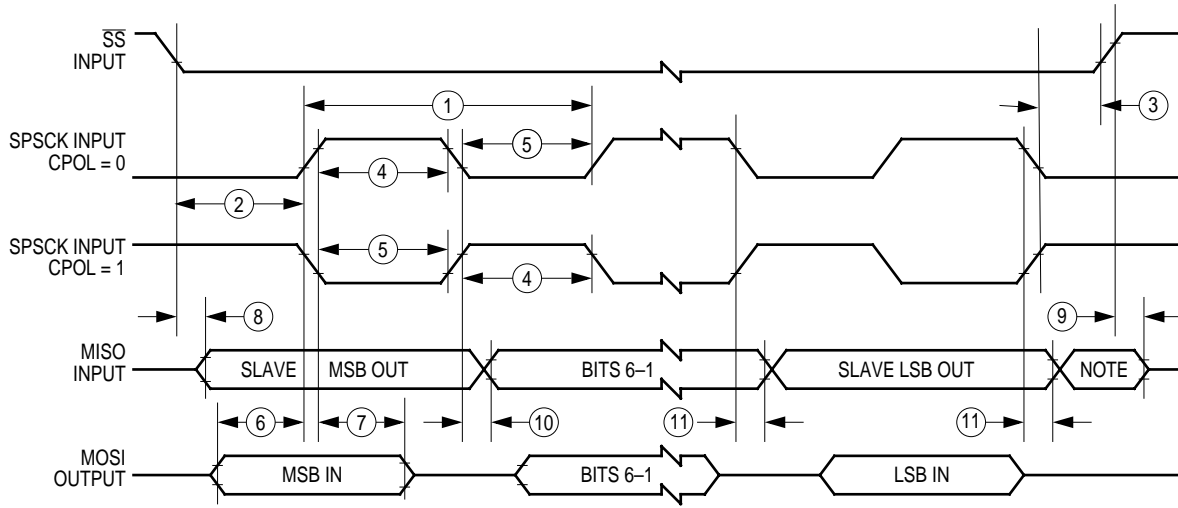 SS
INPUT
1
3
SPSCK INPUT
CPOL = 0
5
4
2
SPSCK INPUT
CPOL = 1
5
4
8
9
MISO
INPUT
SLAVE MSB OUT
BITS 6–1
SLAVE LSB OUT
NOTE
6
7
10
11
11
MOSI
OUTPUT
MSB IN
BITS 6–1
LSB IN